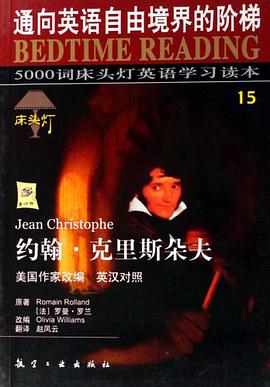 通向英语自由境界的阶梯
BEDTIME READING
5000词床头灯英语学习读本
15
床头灯
Jean Christophe
约翰·克里斯朵夫
美国作家改编 英汉对照
原著 Romain Rolland
[法] 罗曼·罗兰
改编 Olivia Williams
翻译 赵凤云
航空工业出版社